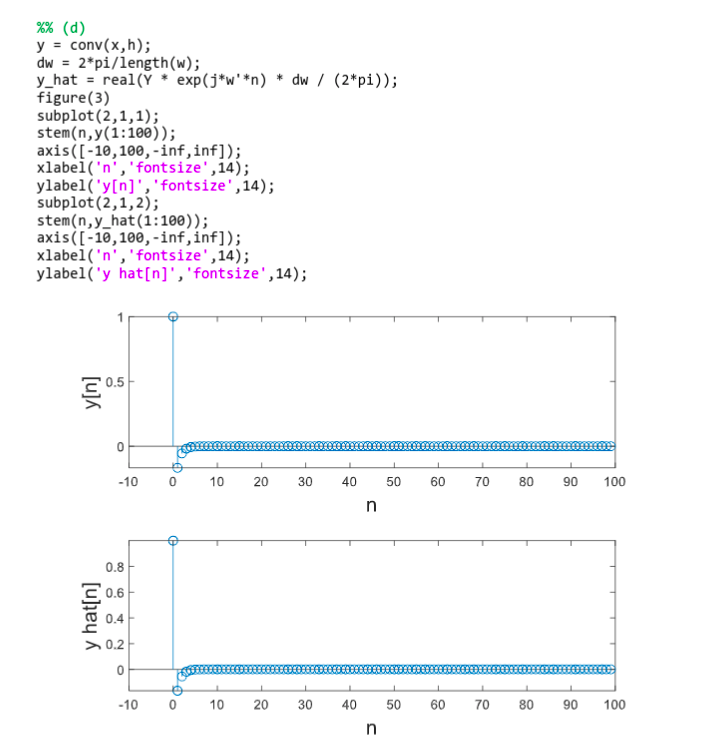 %% (d)
y = conv(x,h);
dw = 2*pi/length(w);
y_hat = real(Y * exp(j*w'*n) * dw / (2*pi));
figure(3)
subplot(2,1,1);
stem(n,y(1:100));
axis([-10,100,-inf,inf]);
xlabel('n','fontsize',14);
ylabel('y[n]','fontsize',14);
subplot(2,1,2);
stem(n,y_hat(1:100));
axis([-10,100,-inf,inf]);
xlabel('n','fontsize',14);
ylabel('y hat[n]','fontsize',14);
1
0.5
0
y[n]
-10 0 10 20 30 40 50 60 70 80 90 100
n
0.8
0.6
0.4
0.2
0
y hat[n]
-10 0 10 20 30 40 50 60 70 80 90 100
n